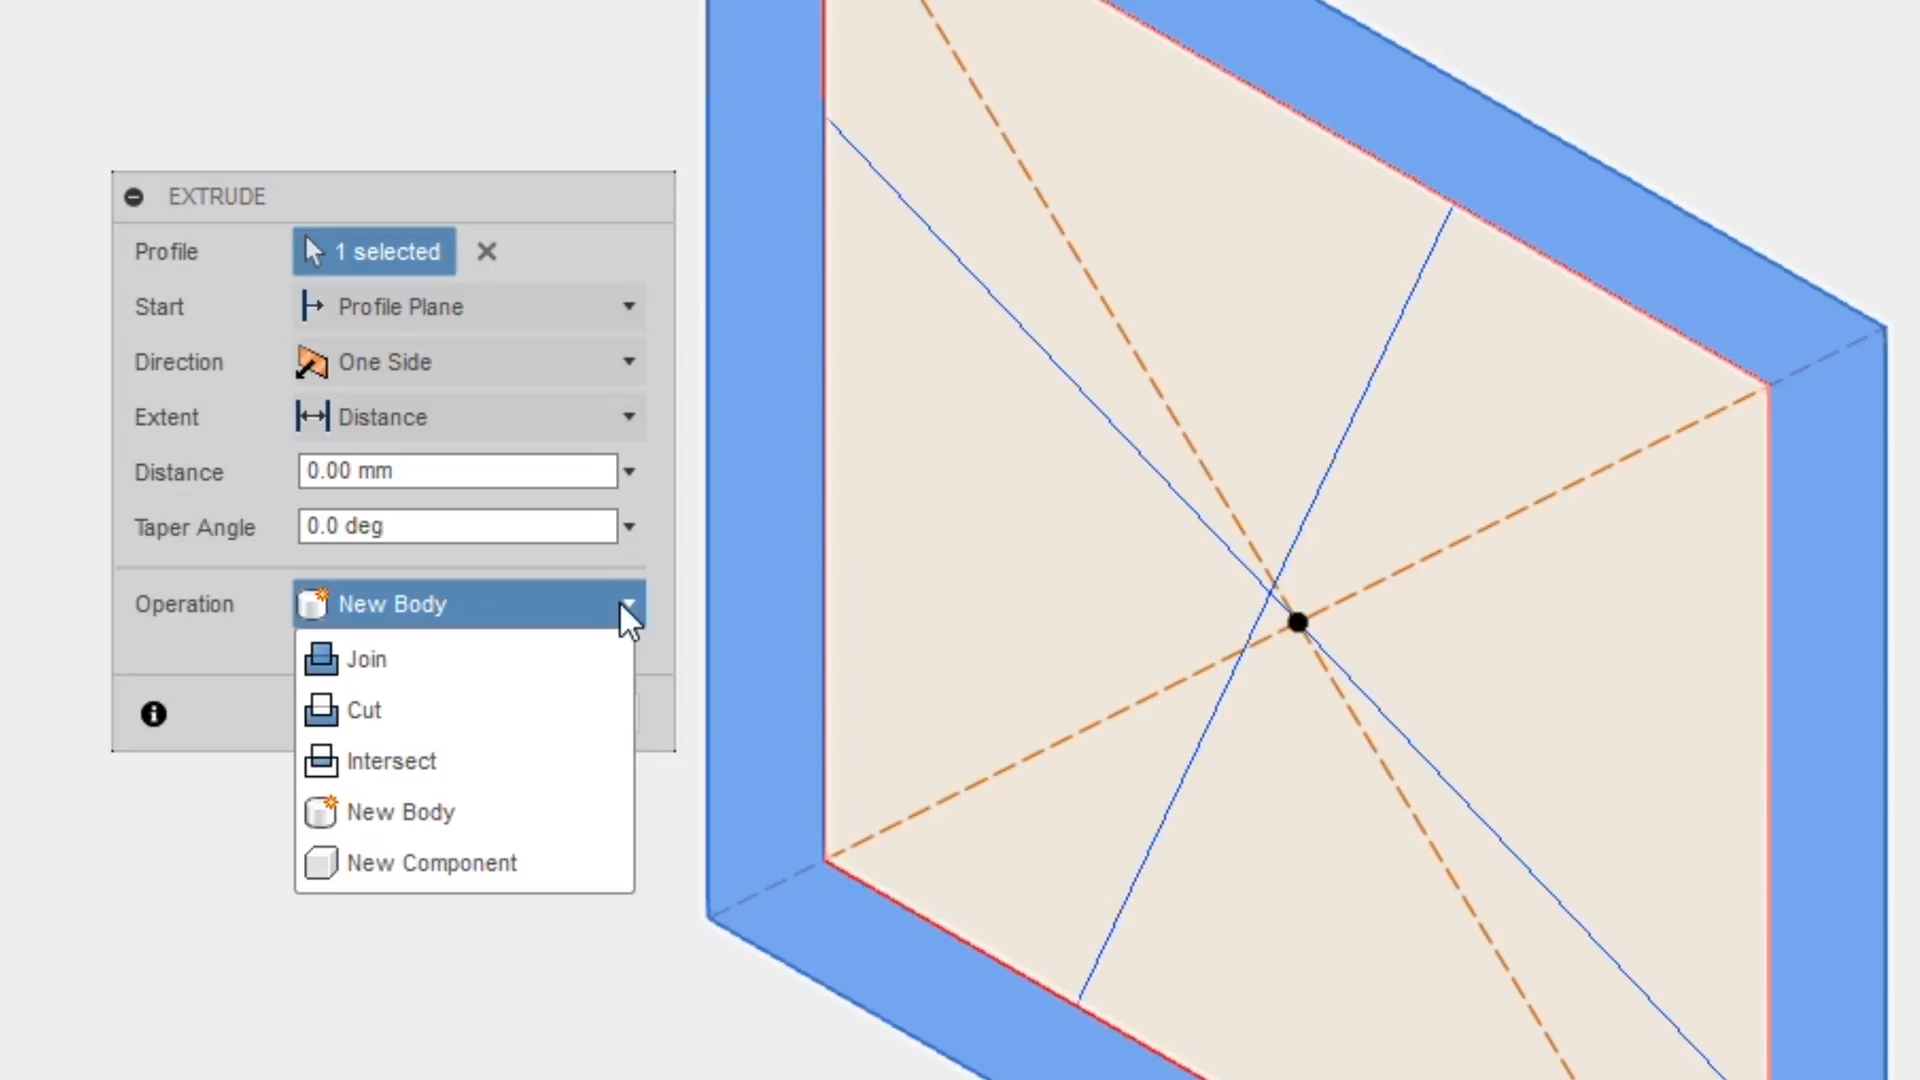 EXTRUDE
Profile 1 selected
Start Profile Plane
Direction One Side
Extent Distance
Distance 0.00 mm
Taper Angle 0.0 deg
Operation New Body
Join
Cut
Intersect
New Body
New Component